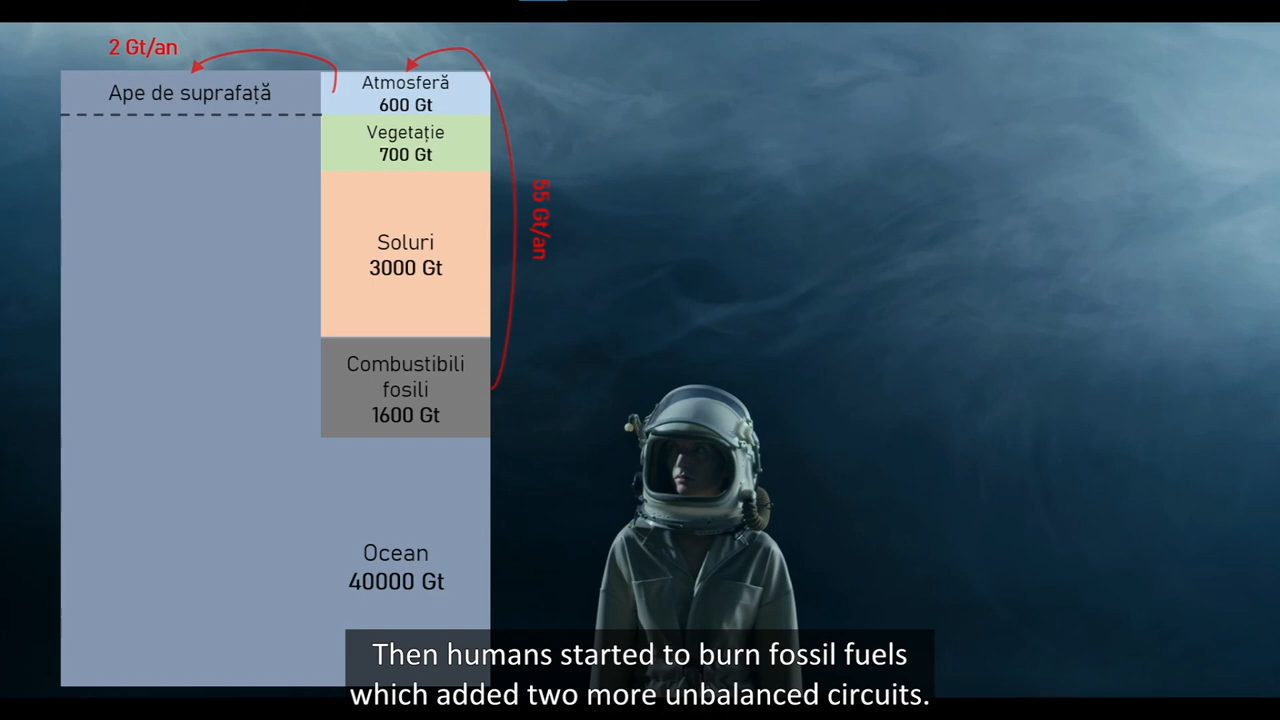 2 Gt/an
Ape de suprafață
Atmosferă
600 Gt
Vegetație
700 Gt
55 Gt/an
Soluri
3000 Gt
Combustibili
fosili
1600 Gt
Ocean
40000 Gt
Then humans started to burn fossil fuels
which added two more unbalanced circuits.